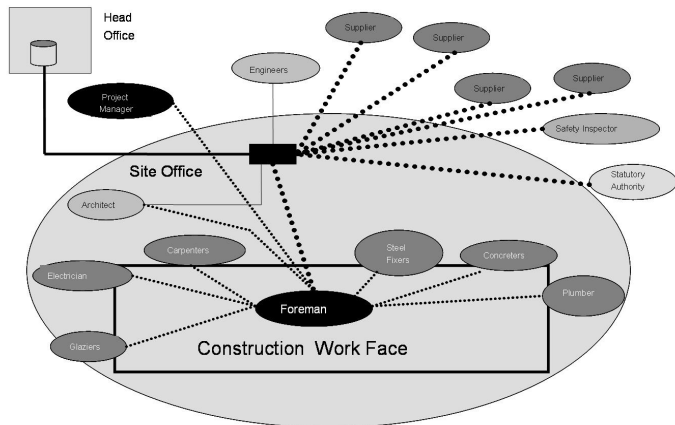 Head
Office
Supplier
Supplier
Engineers
Supplier
Supplier
Project
Manager
Safety Inspector
Site Office
Statutory
Authority
Architect
Carpenters
Steel
Fixers
Concreters
Electrician
Plumber
Foreman
Glaziers
Construction Work Face